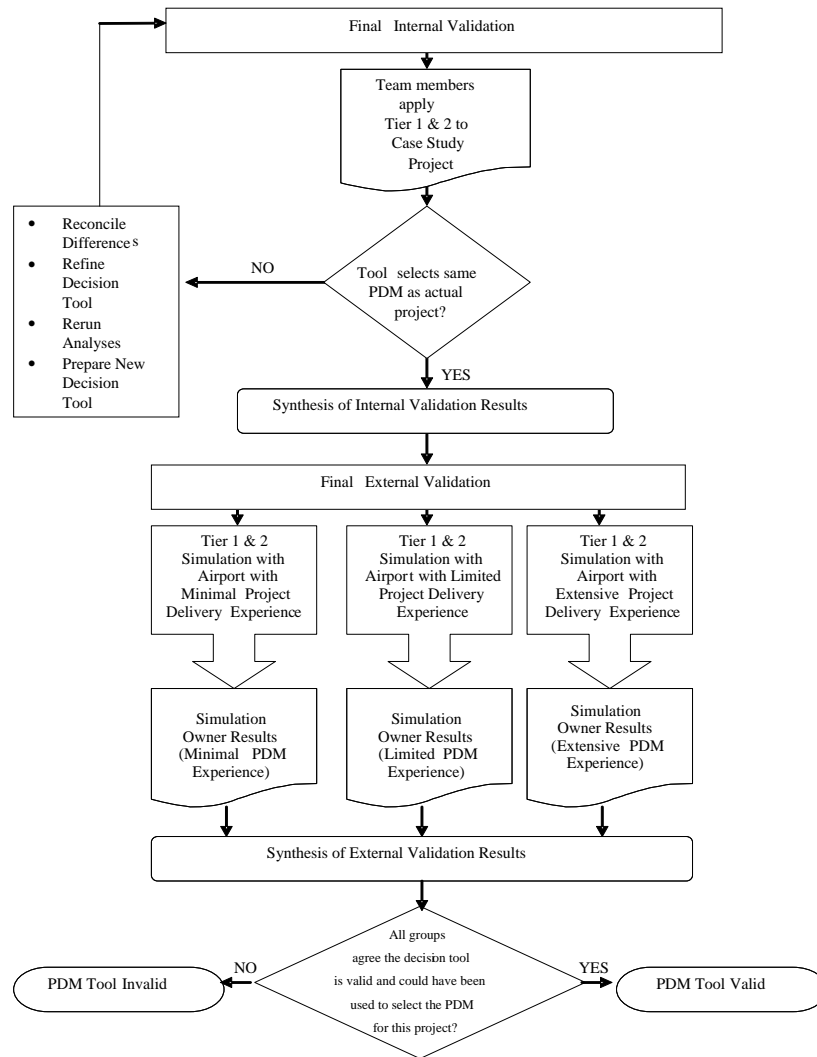 Final Internal Validation
Team members
apply
Tier 1 & 2 to
Case Study
Project
• Reconcile
Differences
• Refine
Decision
Tool
• Rerun
Analyses
• Prepare New
Decision
Tool
NO
Tool selects same
PDM as actual
project?
YES
Synthesis of Internal Validation Results
Final External Validation
Tier 1 & 2
Simulation with
Airport with
Minimal Project
Delivery Experience
Tier 1 & 2
Simulation with
Airport with Limited
Project Delivery
Experience
Tier 1 & 2
Simulation with
Airport with
Extensive Project
Delivery Experience
Simulation
Owner Results
(Minimal PDM
Experience)
Simulation
Owner Results
(Limited PDM
Experience)
Simulation
Owner Results
(Extensive PDM
Experience)
Synthesis of External Validation Results
All groups
agree the decision tool
is valid and could have been
used to select the PDM
for this project?
NO
YES
PDM Tool Invalid
PDM Tool Valid